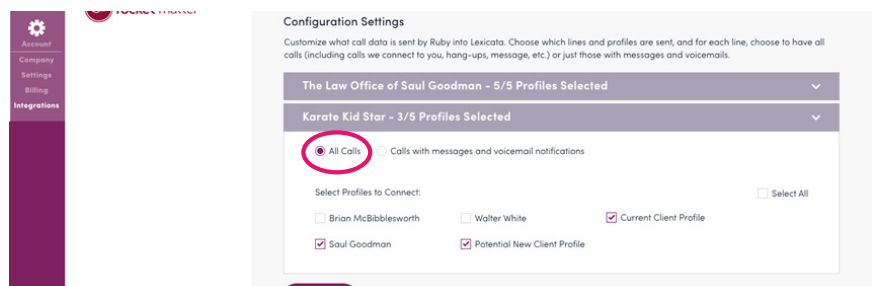 rocket matter
Account
Company
Settings
Billing
Integrations
Configuration Settings
Customize what call data is sent by Ruby into Lexicata. Choose which lines and profiles are sent, and for each line, choose to have all
calls (including calls we connect to you, hang-ups, message, etc.) or just those with messages and voicemails.
The Law Office of Saul Goodman - 5/5 Profiles Selected
Karate Kid Star - 3/5 Profiles Selected
All Calls Calls with messages and voicemail notifications
Select Profiles to Connect: Select All
Brian McBibblesworth Walter White Current Client Profile
Saul Goodman Potential New Client Profile